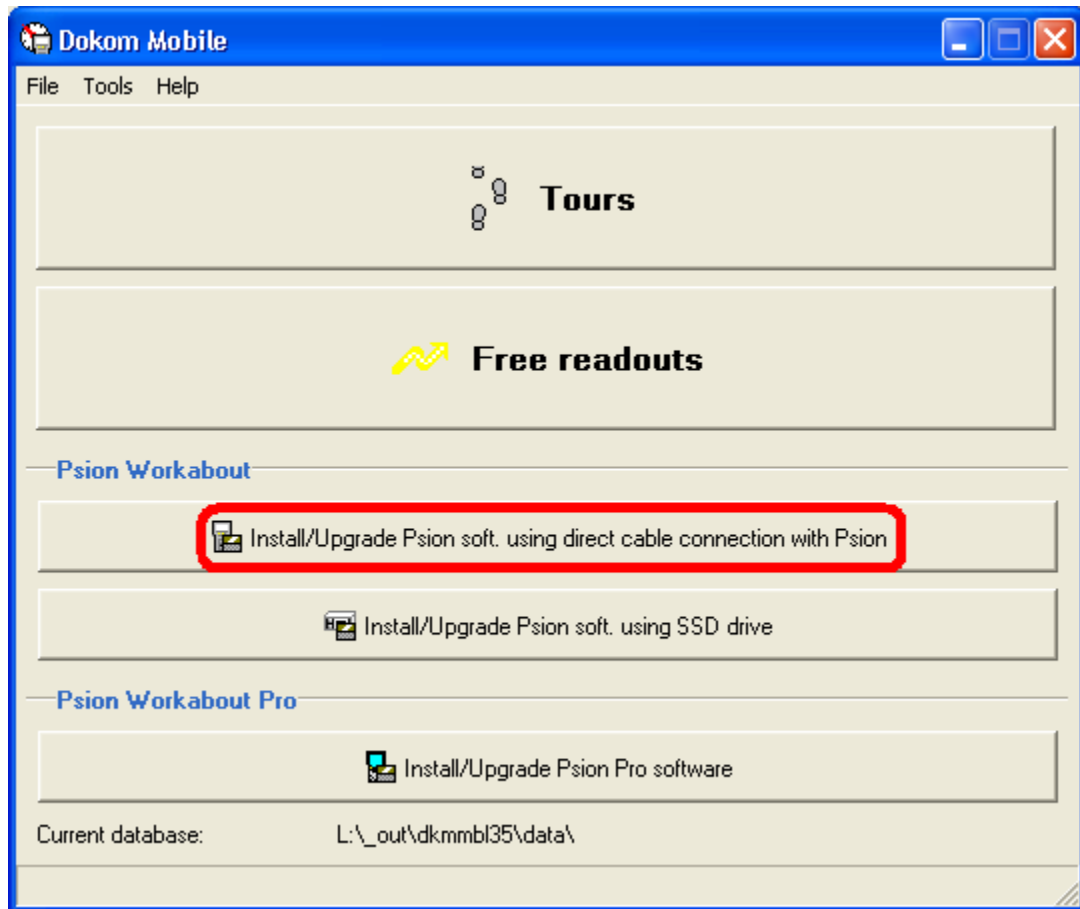 Dokom Mobile
File Tools Help
Tours
Free readouts
Psion Workabout
Install/Upgrade Psion soft. using direct cable connection with Psion
Install/Upgrade Psion soft. using SSD drive
Psion Workabout Pro
Install/Upgrade Psion Pro software
Current database: L:\_out\dkmmbl35\data\